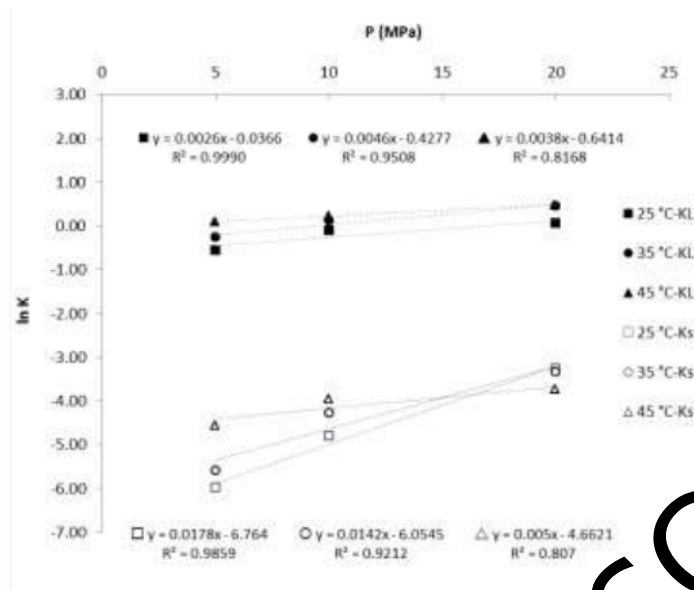 P (MPa)
0 5 10 15 20 25
3.00
2.00
■ y = 0.0026x - 0.0366 ● y = 0.0046x - 0.4277 ▲ y = 0.0038x - 0.6414
R² = 0.9990 R² = 0.9508 R² = 0.8168
1.00
0.00
-1.00
-2.00
-3.00
-4.00
-5.00
-6.00
-7.00
ln K
■ 25 °C-KL
● 35 °C-KL
▲ 45 °C-KL
□ 25 °C-Ks
○ 35 °C-Ks
△ 45 °C-Ks
□ y = 0.0178x - 6.764 ○ y = 0.0142x - 6.0545 △ y = 0.005x - 4.6621
R² = 0.9859 R² = 0.9212 R² = 0.807